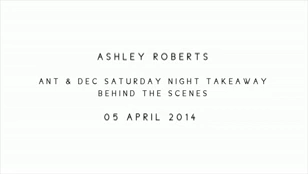 ASHLEY ROBERTS
ANT & DEC SATURDAY NIGHT TAKEAWAY
BEHIND THE SCENES
05 APRIL 2014